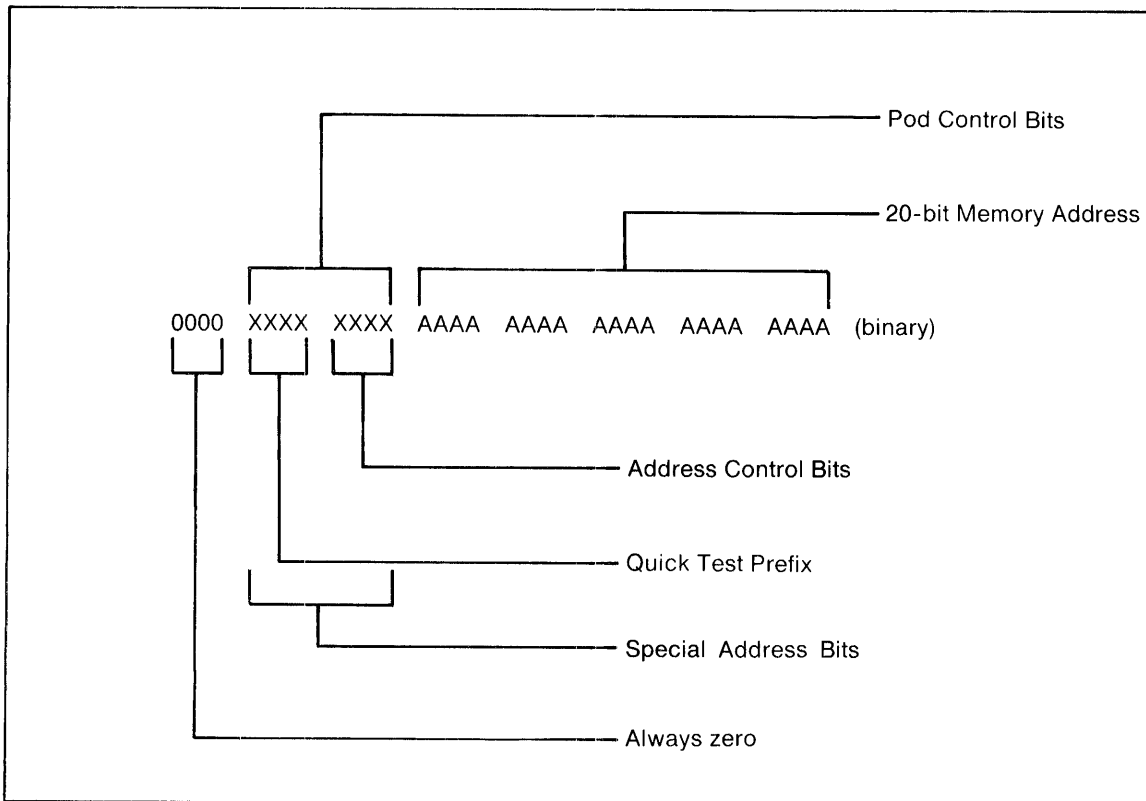 Pod Control Bits
20-bit Memory Address
0000 XXXX XXXX AAAA AAAA AAAA AAAA AAAA (binary)
Address Control Bits
Quick Test Prefix
Special Address Bits
Always zero